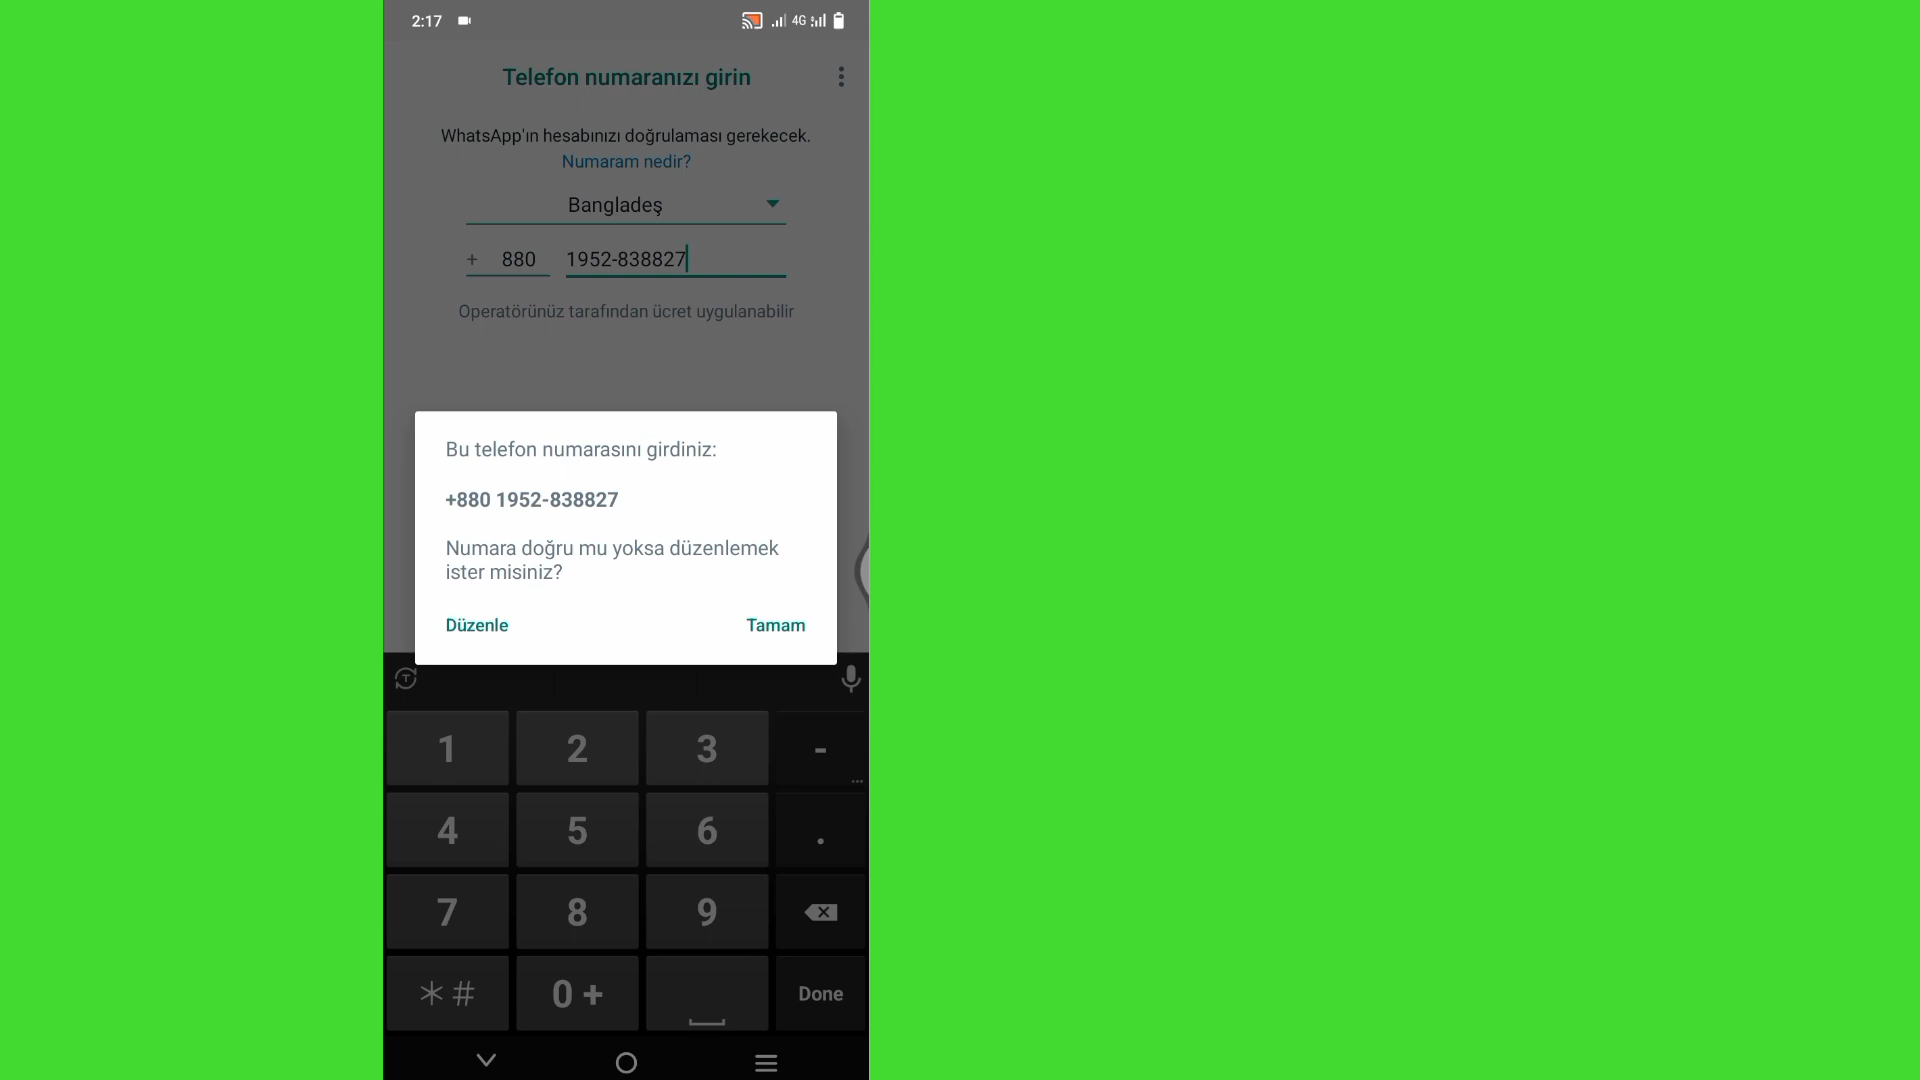 2:17
4G
Telefon numaranızı girin
WhatsApp'ın hesabınızı doğrulaması gerekecek.
Numaram nedir?
Bangladeş
+ 880 1952-838827
Operatörünüz tarafından ücret uygulanabilir
Bu telefon numarasını girdiniz:
+880 1952-838827
Numara doğru mu yoksa düzenlemek
ister misiniz?
Düzenle Tamam
1 2 3 -
4 5 6 .
7 8 9
* # 0 + Done